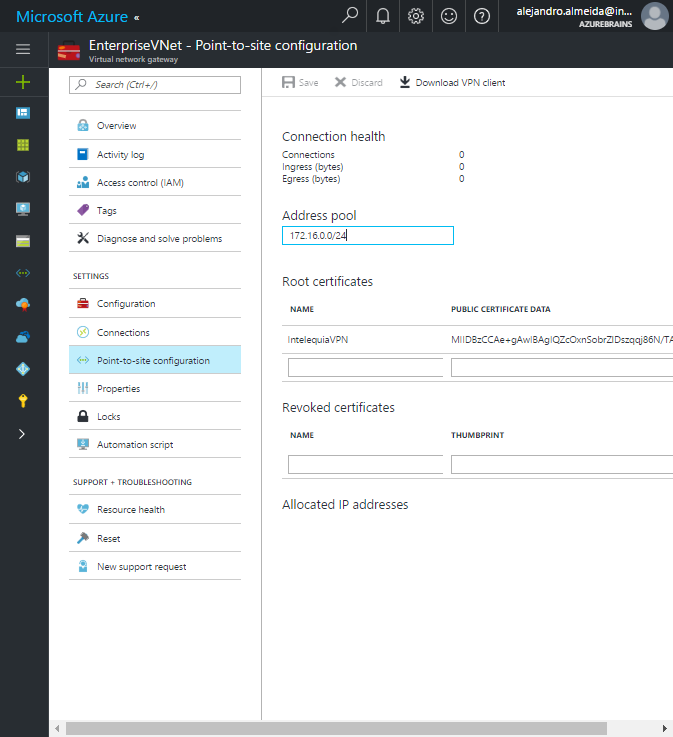 Microsoft Azure «
alejandro.almeida@in...
AZUREBRAINS
EnterpriseVNet - Point-to-site configuration
Virtual network gateway
Search (Ctrl+/)
Overview
Activity log
Access control (IAM)
Tags
Diagnose and solve problems
SETTINGS
Configuration
Connections
Point-to-site configuration
Properties
Locks
Automation script
SUPPORT + TROUBLESHOOTING
Resource health
Reset
New support request
Save Discard Download VPN client
Connection health
Connections 0
Ingress (bytes) 0
Egress (bytes) 0
Address pool
172.16.0.0/24
Root certificates
NAME PUBLIC CERTIFICATE DATA
IntelequiaVPN MIIDBzCCAe+gAwIBAgIQZcOxnSobrZIDszqqj86N/TA
Revoked certificates
NAME THUMBPRINT
Allocated IP addresses